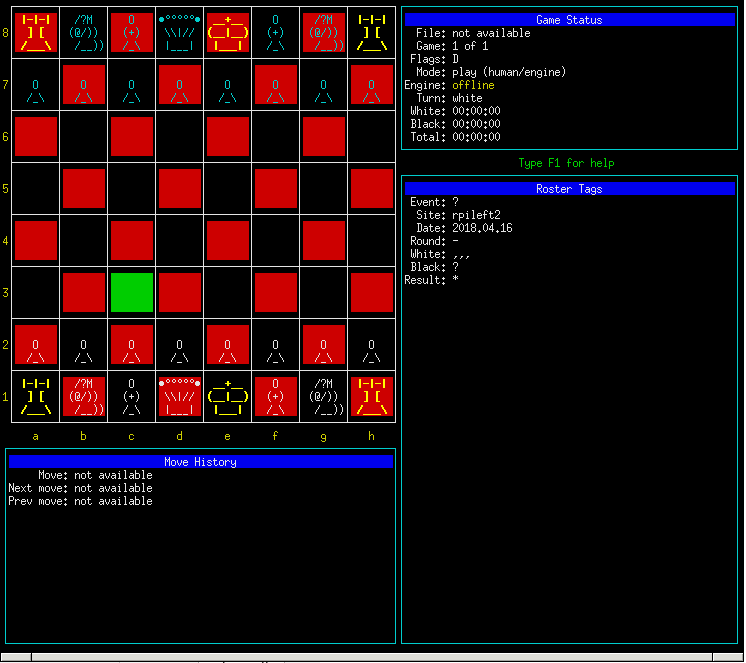 8
7
6
5
4
3
2
1
a b c d e f g h
Game Status
File: not available
Game: 1 of 1
Flags: D
Mode: play (human/engine)
Engine: offline
Turn: white
White: 00:00:00
Black: 00:00:00
Total: 00:00:00
Type F1 for help
Roster Tags
Event: ?
Site: rpileft2
Date: 2018.04.16
Round: -
White: ,,,
Black: ?
Result: *
Move History
Move: not available
Next move: not available
Prev move: not available